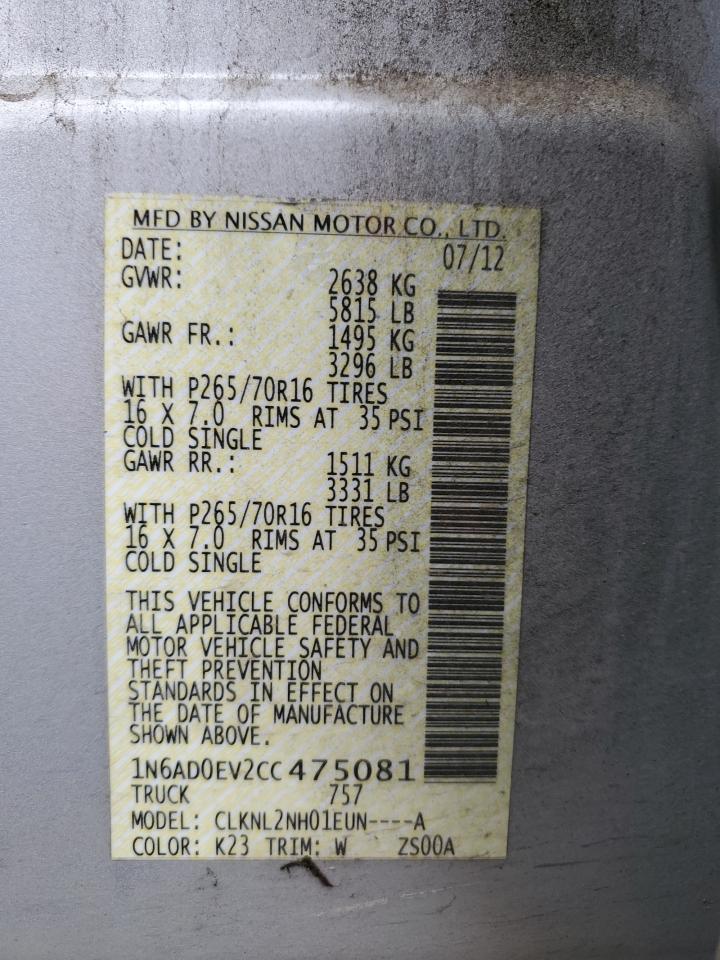 MFD BY NISSAN MOTOR CO., LTD.
DATE: 07/12
GVWR: 2638 KG
5815 LB
GAWR FR.: 1495 KG
3296 LB
WITH P265/70R16 TIRES
16 X 7.0 RIMS AT 35 PSI
COLD SINGLE
GAWR RR.: 1511 KG
3331 LB
WITH P265/70R16 TIRES
16 X 7.0 RIMS AT 35 PSI
COLD SINGLE
THIS VEHICLE CONFORMS TO
ALL APPLICABLE FEDERAL
MOTOR VEHICLE SAFETY AND
THEFT PREVENTION
STANDARDS IN EFFECT ON
THE DATE OF MANUFACTURE
SHOWN ABOVE.
1N6AD0EV2CC475081
TRUCK 757
MODEL: CLKNL2NH01EUN----A
COLOR: K23 TRIM: W ZS00A